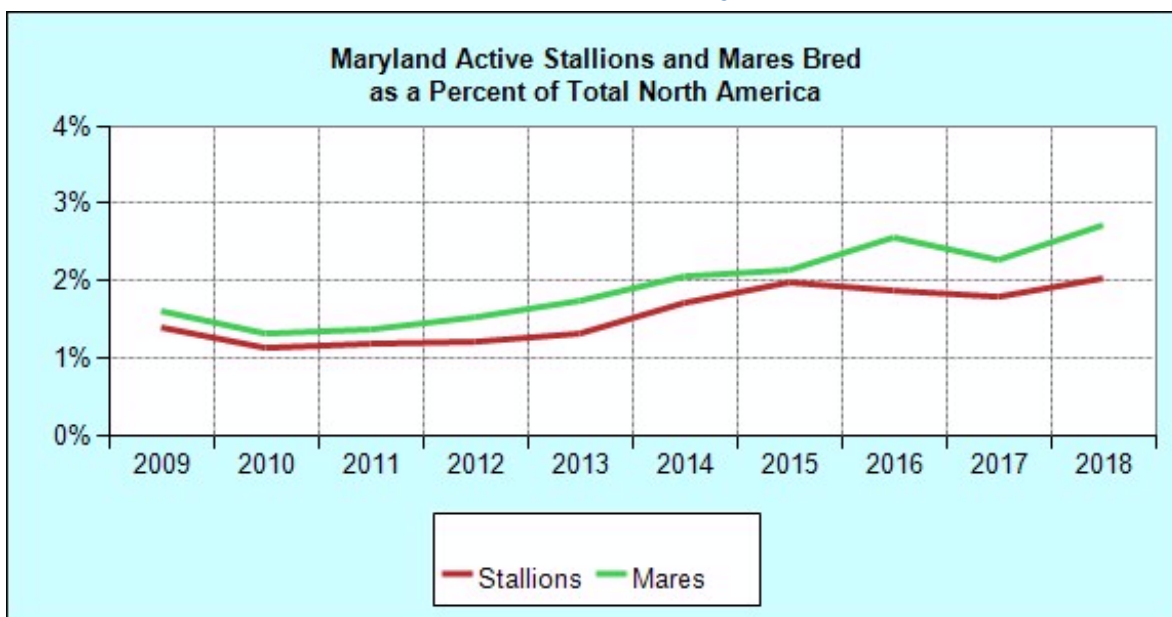 Maryland Active Stallions and Mares Bred
as a Percent of Total North America
4%
3%
2%
1%
0%
2009 2010 2011 2012 2013 2014 2015 2016 2017 2018
Stallions Mares